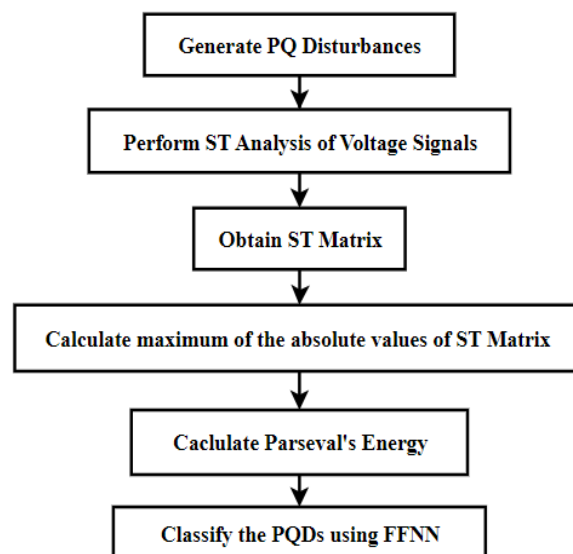 Generate PQ Disturbances
Perform ST Analysis of Voltage Signals
Obtain ST Matrix
Calculate maximum of the absolute values of ST Matrix
Caclulate Parseval's Energy
Classify the PQDs using FFNN